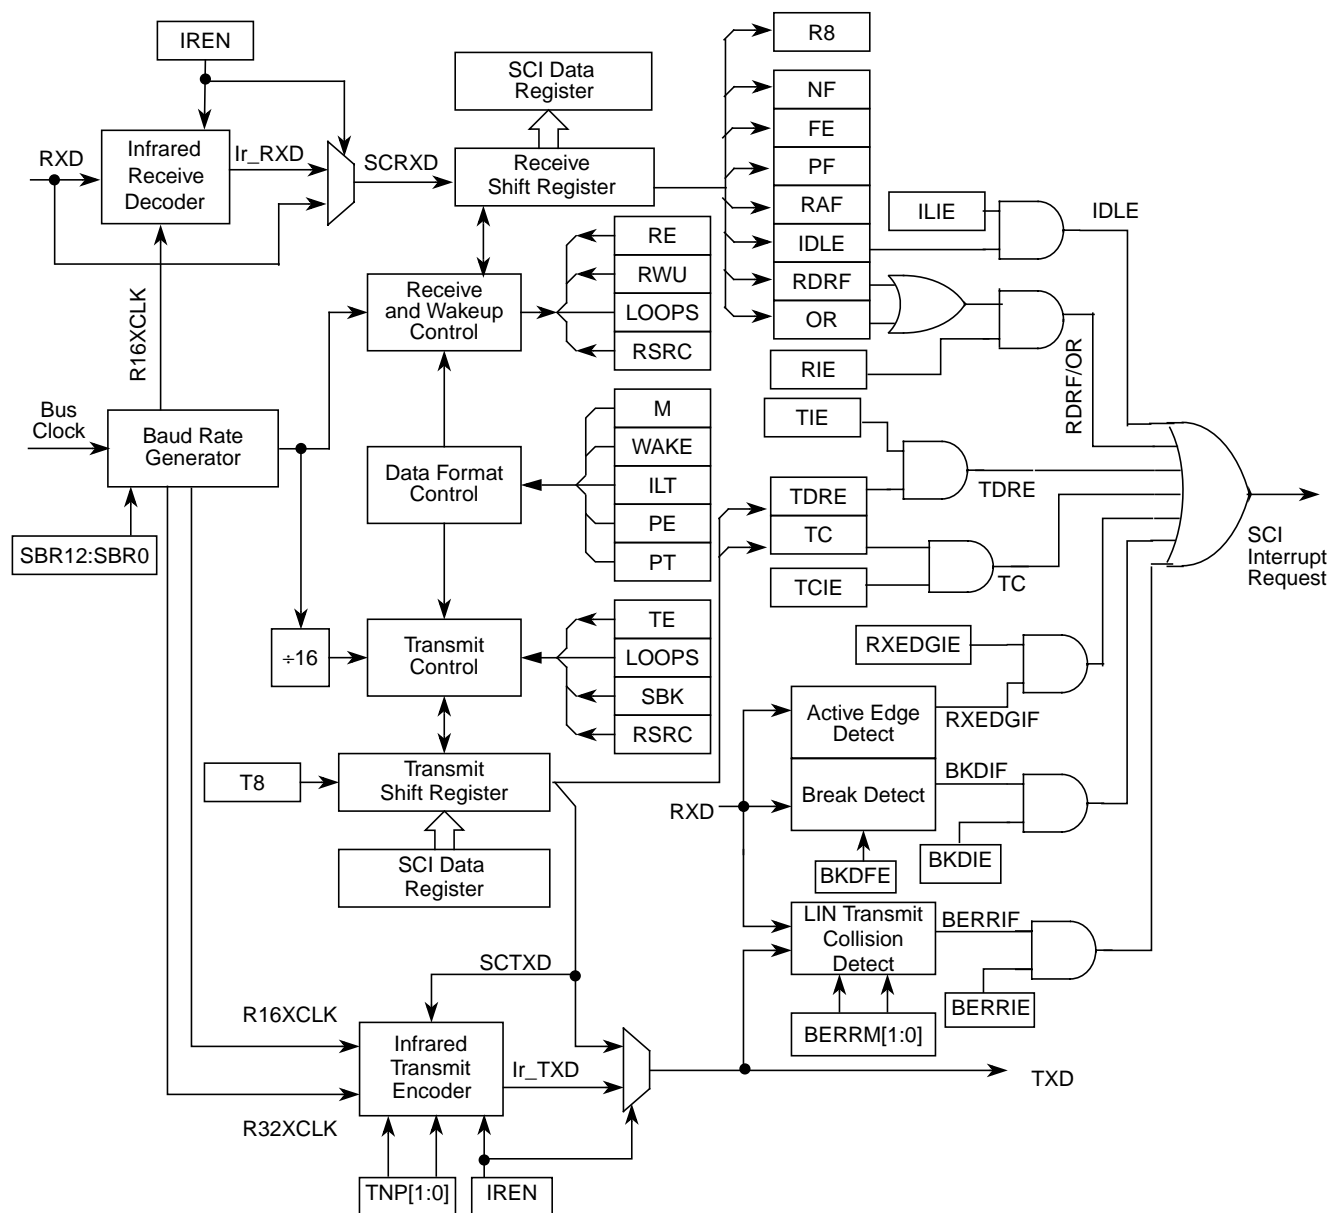 IREN
SCI Data
Register
R8
NF
FE
PF
RAF
IDLE
RDRF
OR
RXD
Infrared
Receive
Decoder
Ir_RXD
SCRXD
Receive
Shift Register
ILIE
IDLE
R16XCLK
RE
RWU
LOOPS
RSRC
Receive
and Wakeup
Control
RIE
RDRF/OR
TIE
Bus
Clock
Baud Rate
Generator
M
WAKE
ILT
PE
PT
Data Format
Control
TDRE
TC
TDRE
SBR12:SBR0
TCIE
TC
SCI
Interrupt
Request
÷16
Transmit
Control
TE
LOOPS
SBK
RSRC
RXEDGIE
Active Edge
Detect
RXEDGIF
T8
Transmit
Shift Register
RXD
Break Detect
BKDIF
SCI Data
Register
BKDFE
BKDIE
LIN Transmit
Collision
Detect
BERRIF
SCTXD
BERRIE
BERRM[1:0]
R16XCLK
Infrared
Transmit
Encoder
Ir_TXD
TXD
R32XCLK
TNP[1:0]
IREN